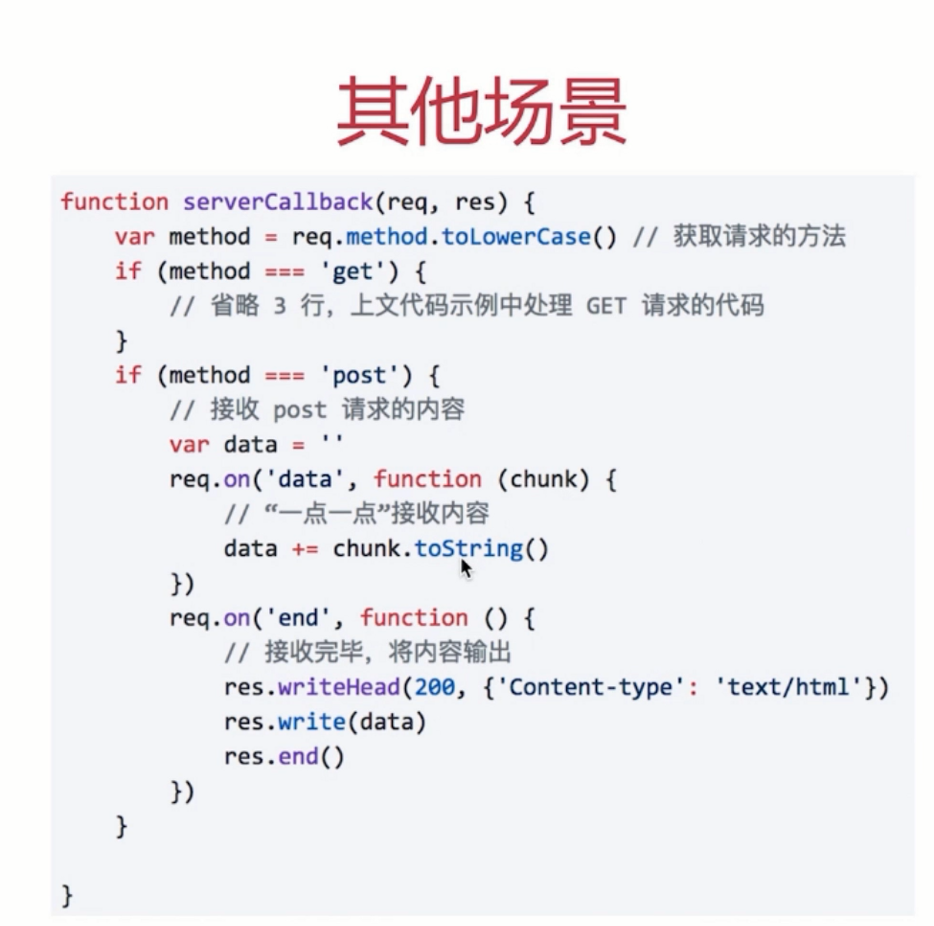 其他场景
function serverCallback(req, res) {
    var method = req.method.toLowerCase() // 获取请求的方法
    if (method === 'get') {
        // 省略 3 行，上文代码示例中处理 GET 请求的代码
    }
    if (method === 'post') {
        // 接收 post 请求的内容
        var data = ''
        req.on('data', function (chunk) {
            // “一点一点”接收内容
            data += chunk.toString()
        })
        req.on('end', function () {
            // 接收完毕，将内容输出
            res.writeHead(200, {'Content-type': 'text/html'})
            res.write(data)
            res.end()
        })
    }
}